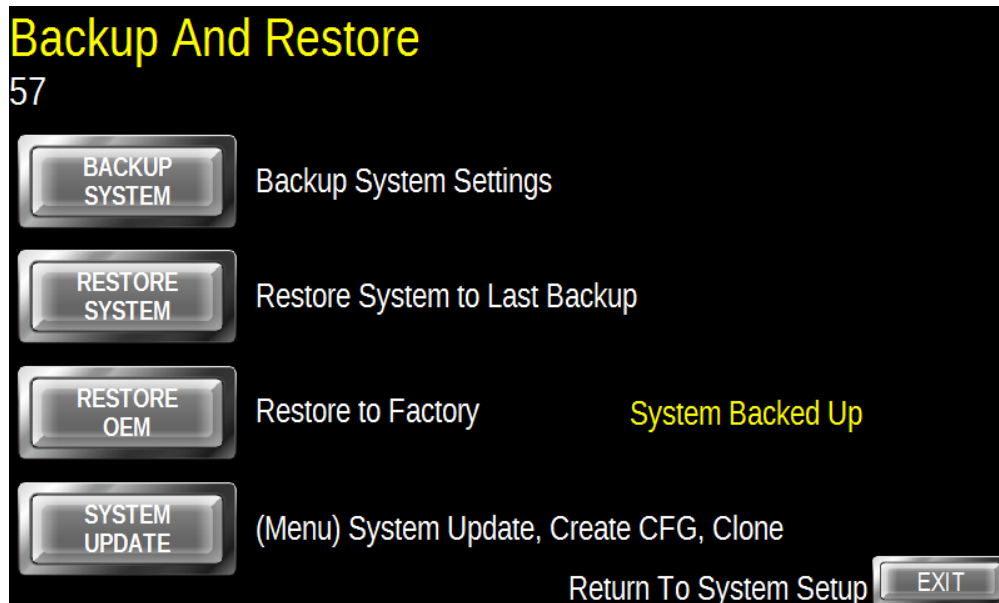 Backup And Restore
57
BACKUP
SYSTEM
Backup System Settings
RESTORE
SYSTEM
Restore System to Last Backup
RESTORE
OEM
Restore to Factory
System Backed Up
SYSTEM
UPDATE
(Menu) System Update, Create CFG, Clone
Return To System Setup
EXIT